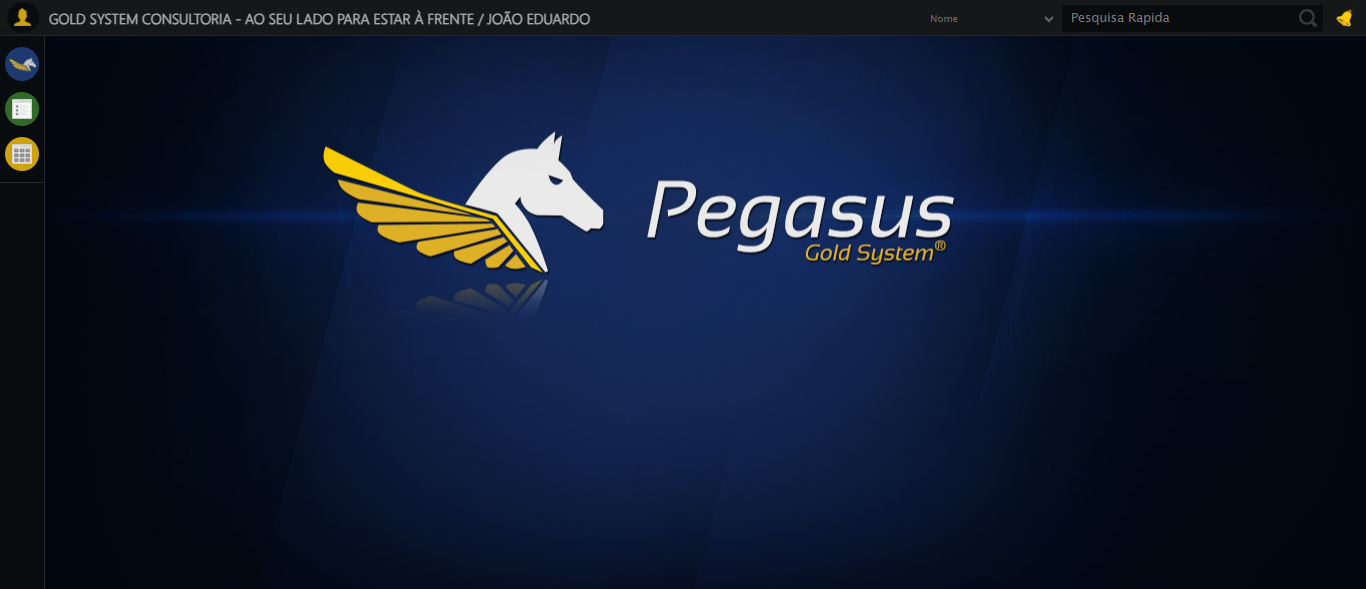 GOLD SYSTEM CONSULTORIA - AO SEU LADO PARA ESTAR À FRENTE / JOÃO EDUARDO
Nome
Pesquisa Rapida
Pegasus
Gold System®